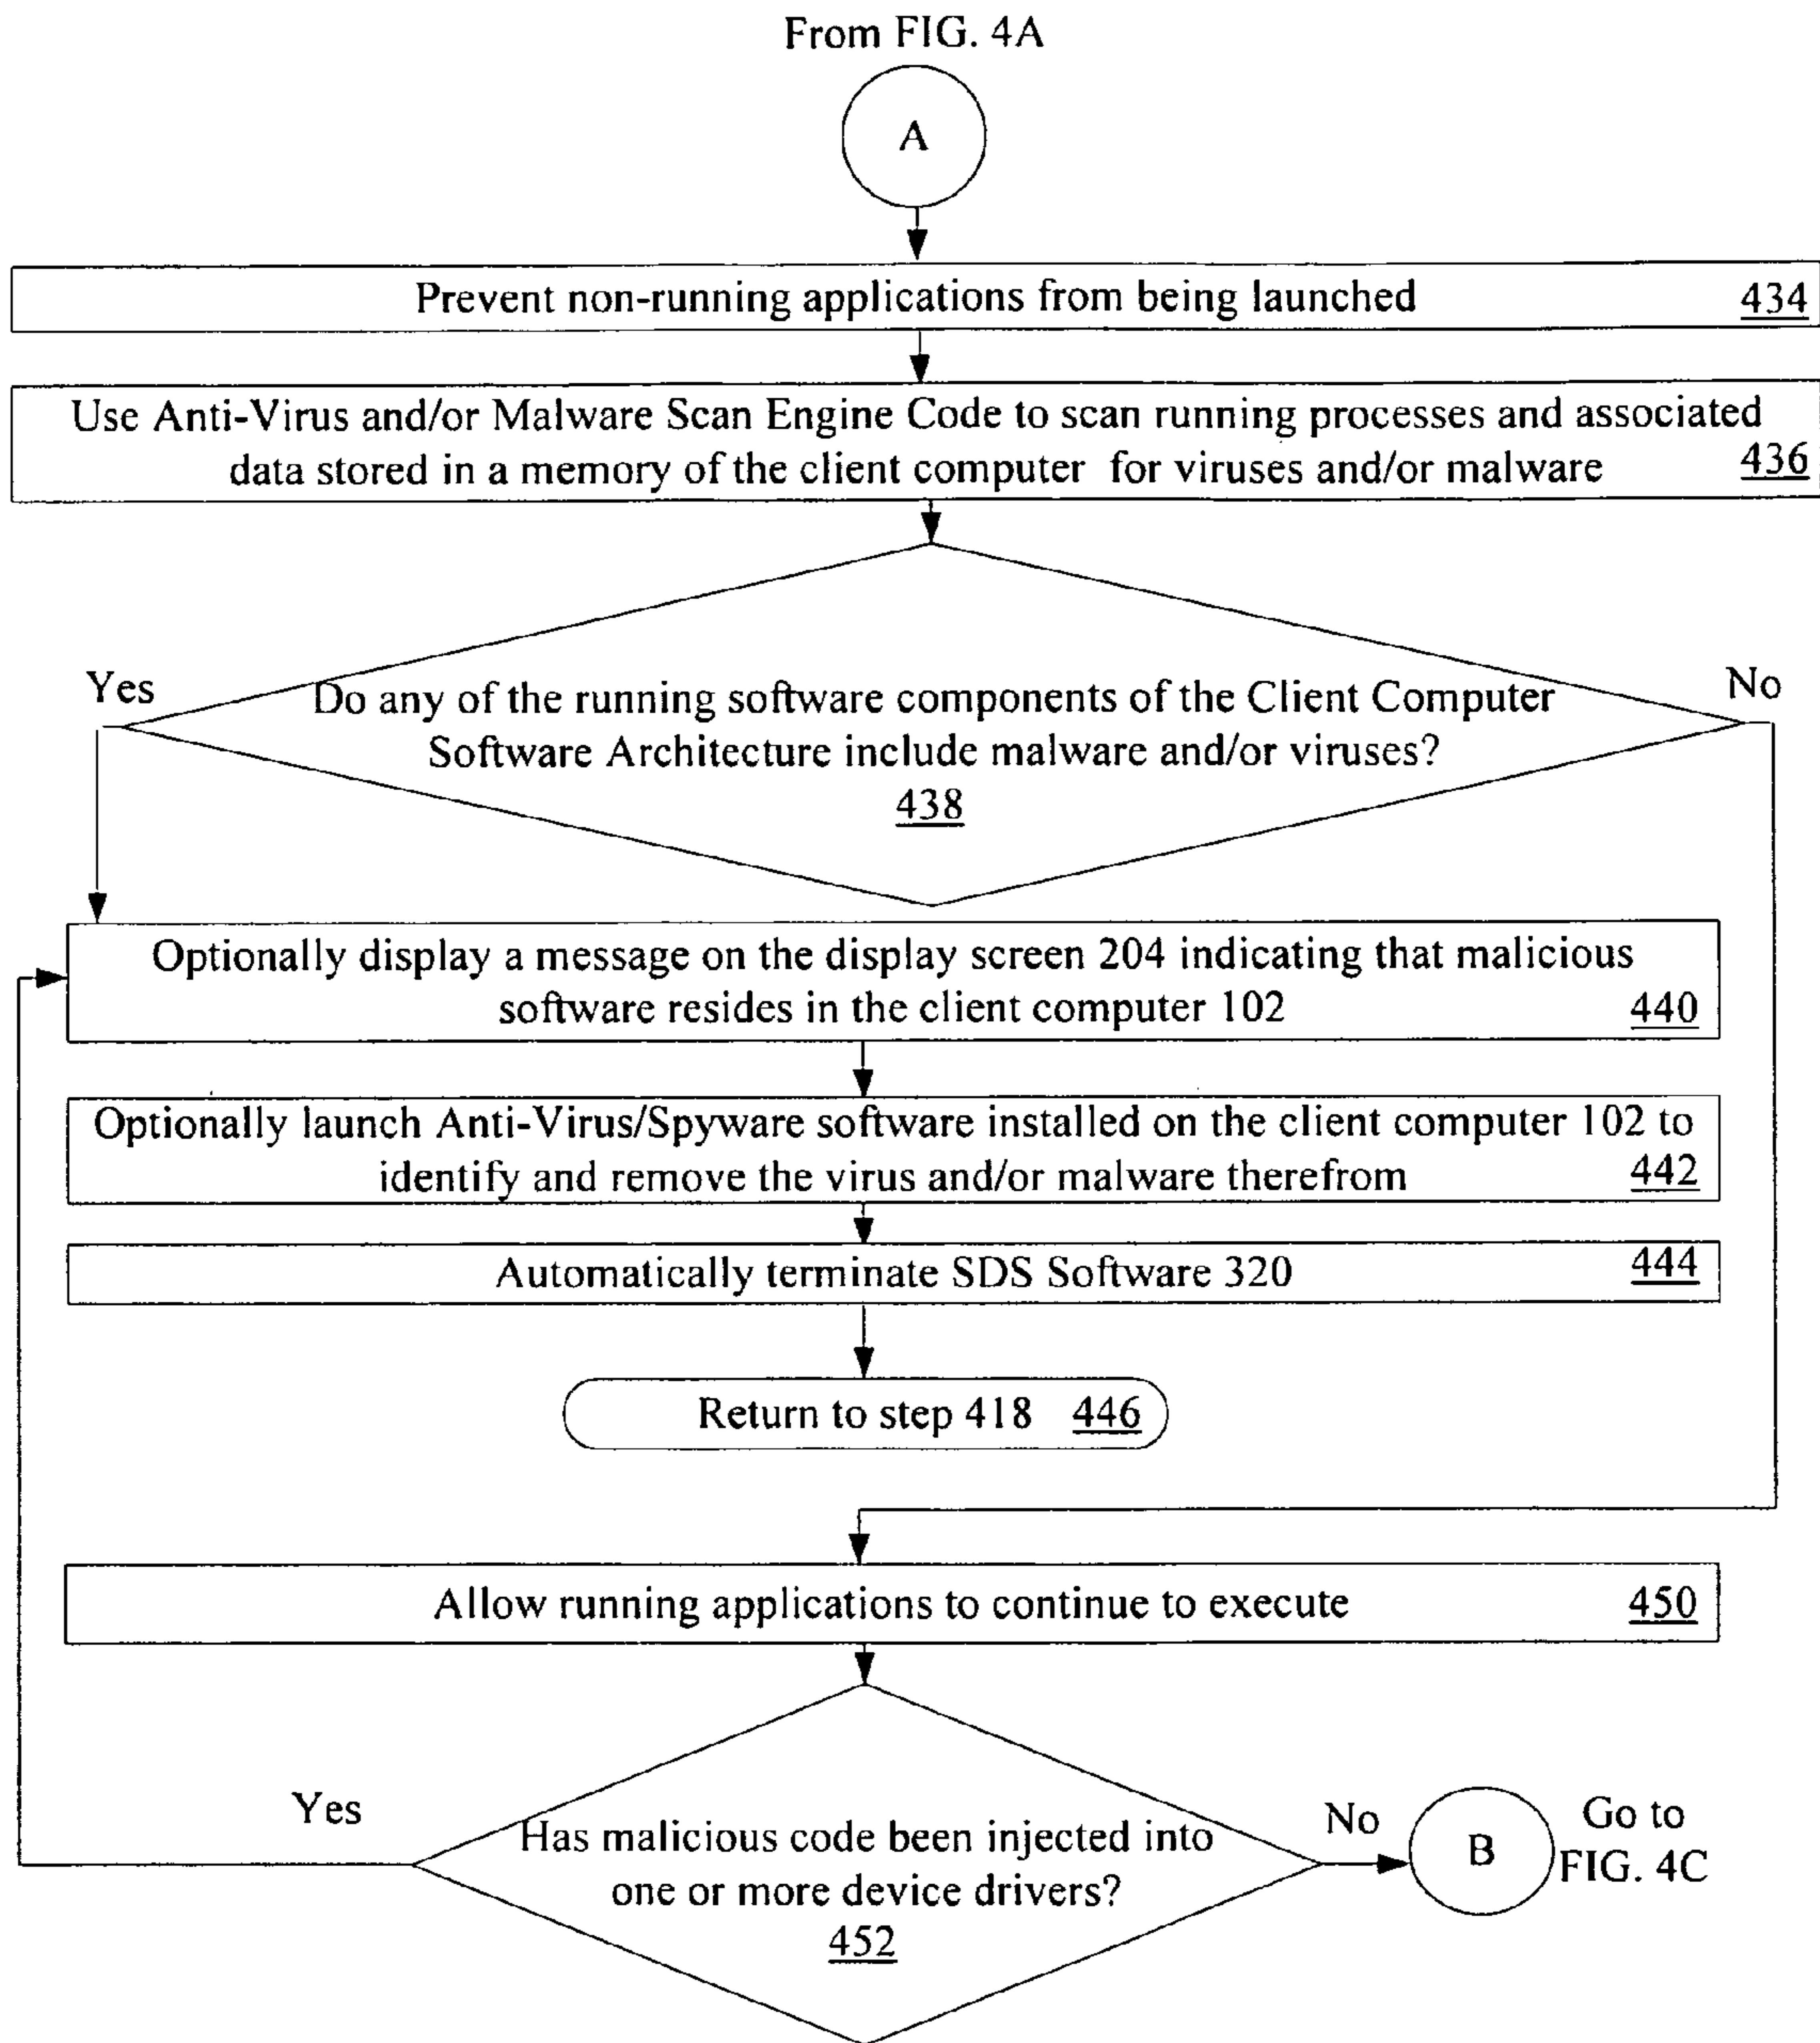 From FIG. 4A
A
Prevent non-running applications from being launched 434
Use Anti-Virus and/or Malware Scan Engine Code to scan running processes and associated
data stored in a memory of the client computer for viruses and/or malware 436
Yes
No
Do any of the running software components of the Client Computer
Software Architecture include malware and/or viruses?
438
Optionally display a message on the display screen 204 indicating that malicious
software resides in the client computer 102 440
Optionally launch Anti-Virus/Spyware software installed on the client computer 102 to
identify and remove the virus and/or malware therefrom 442
Automatically terminate SDS Software 320 444
Return to step 418 446
Allow running applications to continue to execute 450
Yes
Has malicious code been injected into
one or more device drivers?
452
No
B
Go to
FIG. 4C